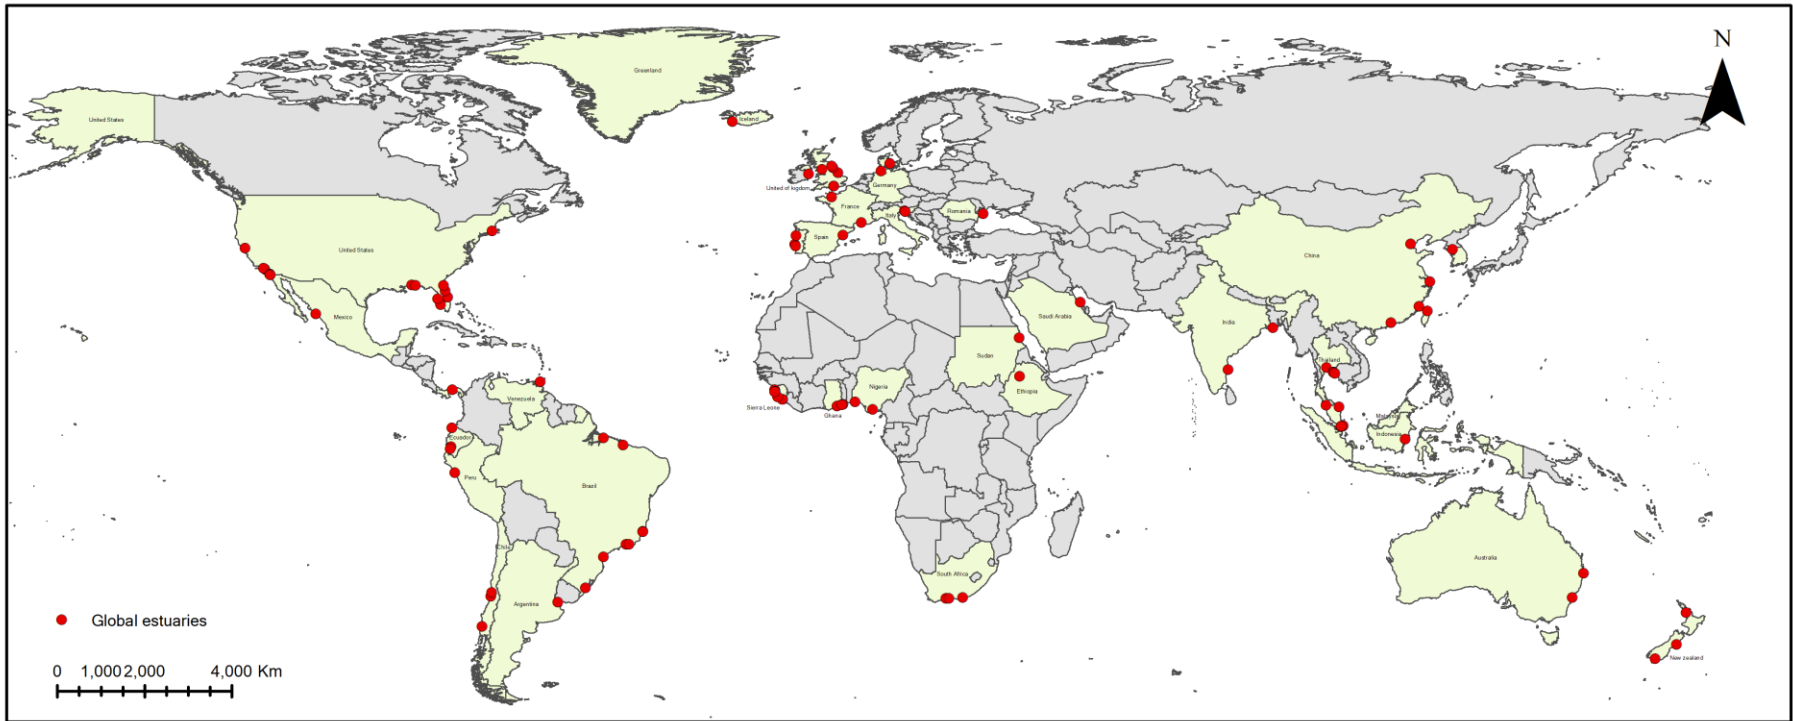 N
Greenland
United States
Iceland
United of kingdom
Germany
France
Italy
Romania
Spain
United States
China
Mexico
Saudi Arabia
India
Sudan
Thailand
Ethiopia
Nigeria
Venezuela
Sierra Leone
Ghana
Malaysia
Ecuador
Indonesia
Peru
Brazil
Chile
Australia
South Africa
Argentina
Global estuaries
New zealand
0 1,000 2,000 4,000 Km